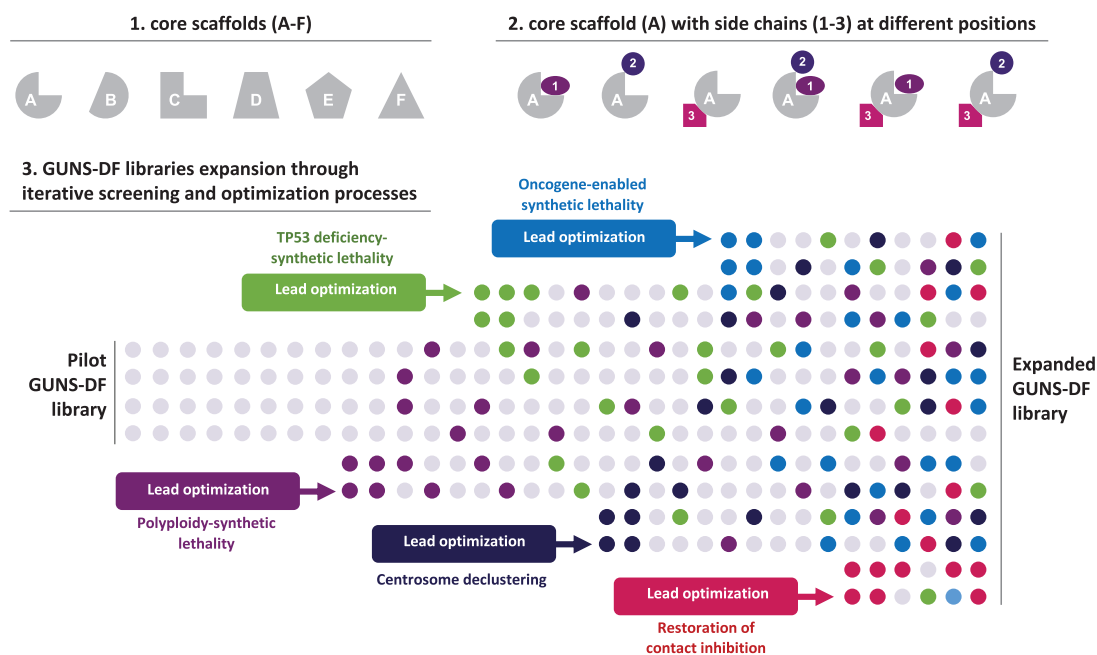 1. core scaffolds (A-F)
2. core scaffold (A) with side chains (1-3) at different positions
A
B
C
D
E
F
A 1
A 2
A 3
A 1 2
A 1 3
A 2 3
3. GUNS-DF libraries expansion through
iterative screening and optimization processes
Oncogene-enabled
synthetic lethality
Lead optimization
TP53 deficiency-
synthetic lethality
Lead optimization
Pilot
GUNS-DF
library
Expanded
GUNS-DF
library
Lead optimization
Polyploidy-synthetic
lethality
Lead optimization
Centrosome declustering
Lead optimization
Restoration of
contact inhibition